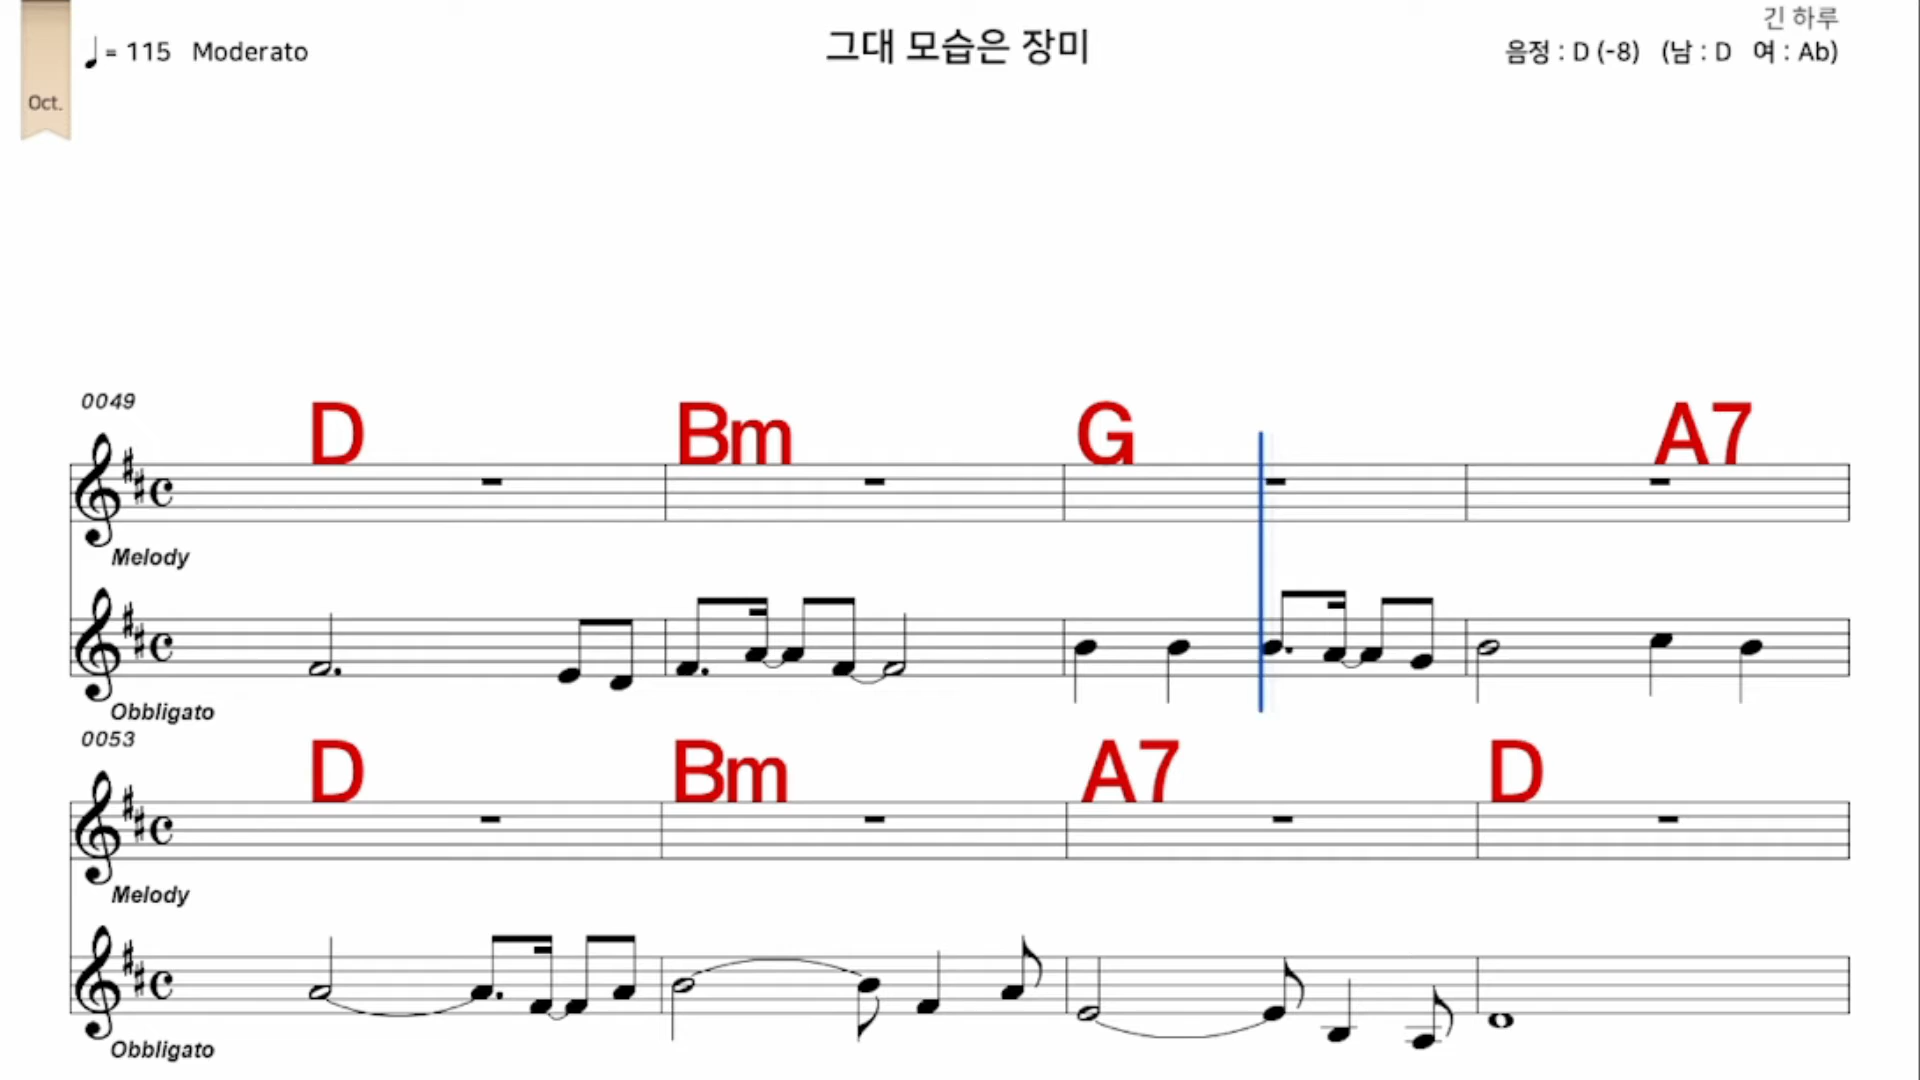 긴 하루
♩ = 115 Moderato
그대 모습은 장미
음정 : D (-8) (남 : D 여 : Ab)
Oct.
0049
D Bm G A7
Melody
Obbligato
0053
D Bm A7 D
Melody
Obbligato